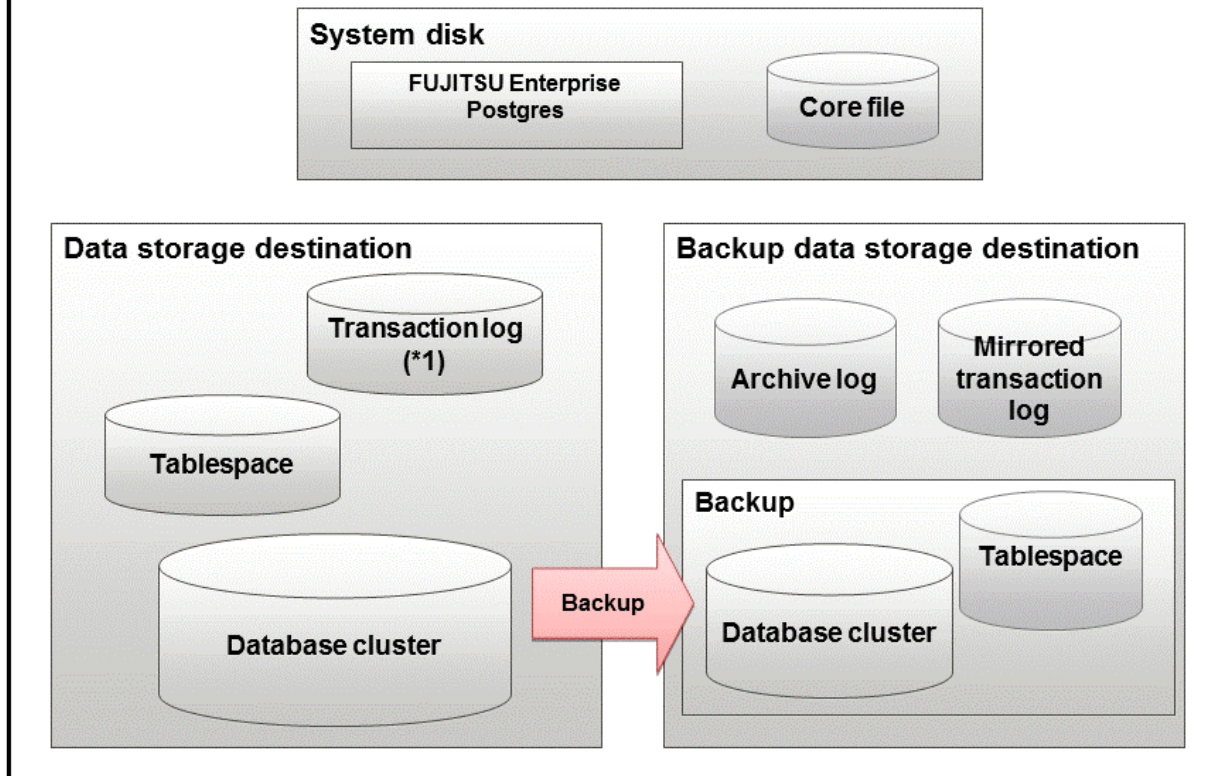 System disk
FUJITSU Enterprise
Postgres
Core file
Data storage destination
Transaction log
(*1)
Tablespace
Database cluster
Backup
Backup data storage destination
Archive log
Mirrored
transaction
log
Backup
Tablespace
Database cluster